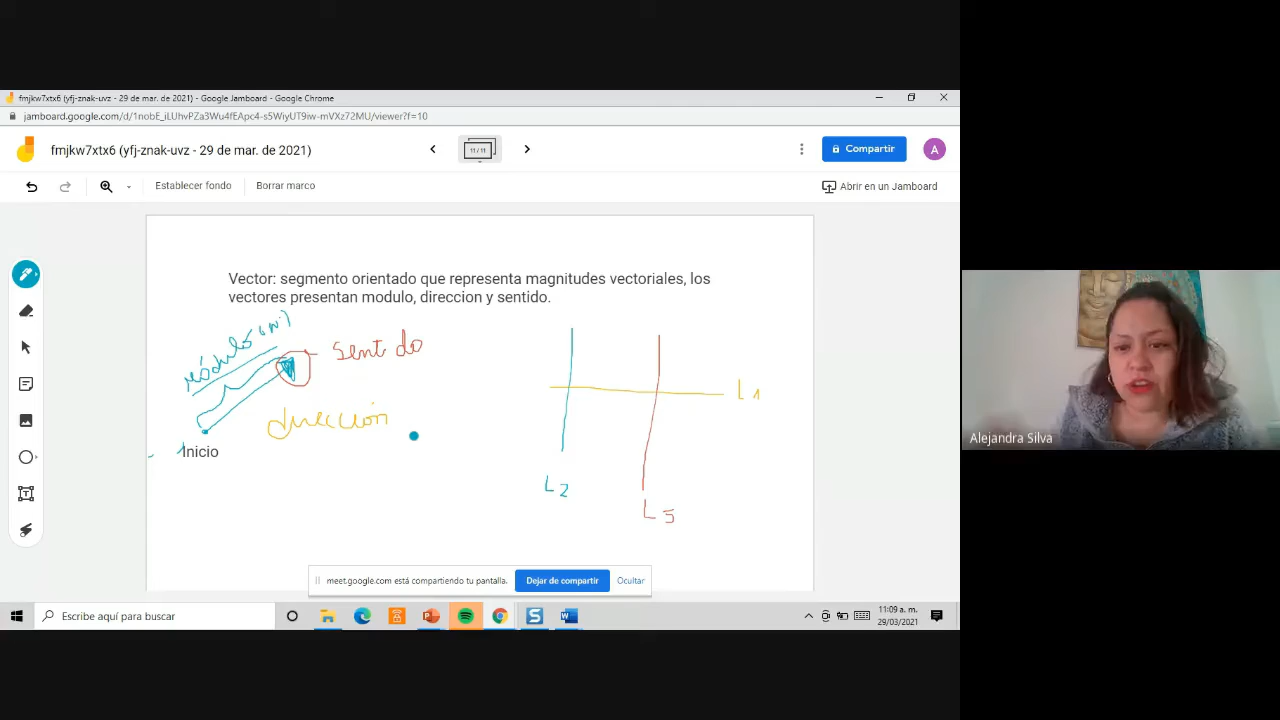 fmjkw7xtx6 (yfj-znak-uvz - 29 de mar. de 2021) - Google Jamboard - Google Chrome
jamboard.google.com/d/1nobE_iLUhvPZa3Wu4fEApc4-s5WiyUT9iw-mVXz72MU/viewer?f=10
fmjkw7xtx6 (yfj-znak-uvz - 29 de mar. de 2021)
11 / 11
Compartir
A
Establecer fondo
Borrar marco
Abrir en un Jamboard
Vector: segmento orientado que representa magnitudes vectoriales, los
vectores presentan modulo, direccion y sentido.
módulo
sentido
dirección
Inicio
L1
L2
L5
Alejandra Silva
meet.google.com está compartiendo tu pantalla.
Dejar de compartir
Ocultar
Escribe aquí para buscar
11:09 a. m.
29/03/2021